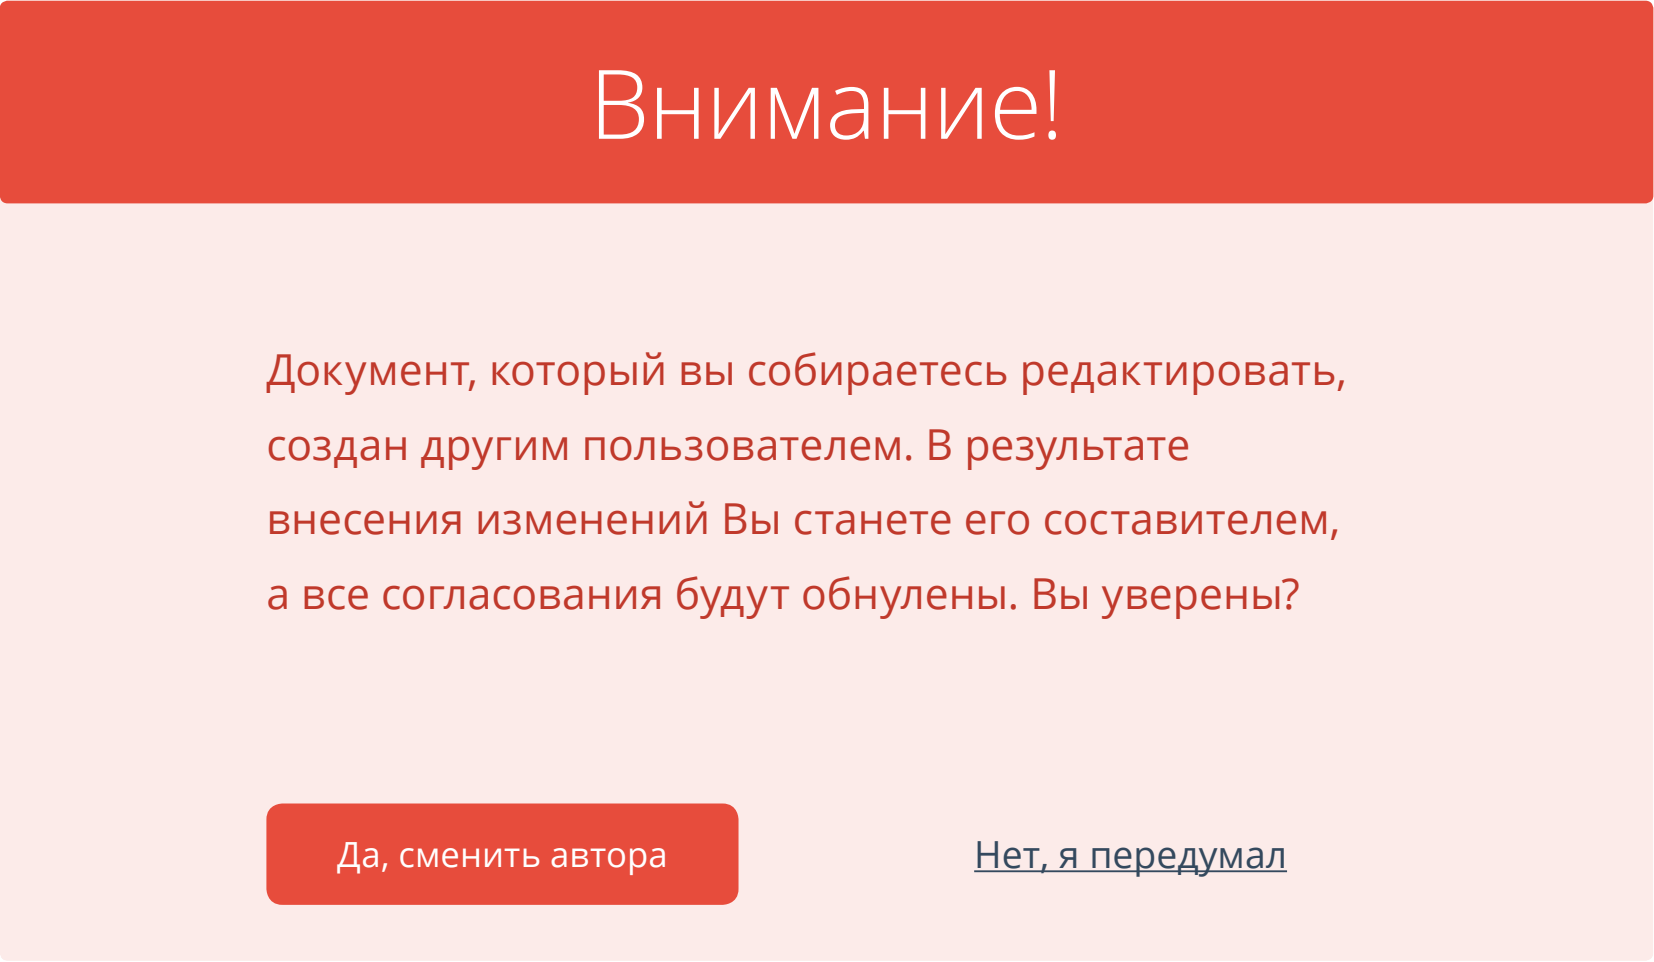 Внимание!
Документ, который вы собираетесь редактировать,
создан другим пользователем. В результате
внесения изменений Вы станете его составителем,
а все согласования будут обнулены. Вы уверены?
Да, сменить автора
Нет, я передумал